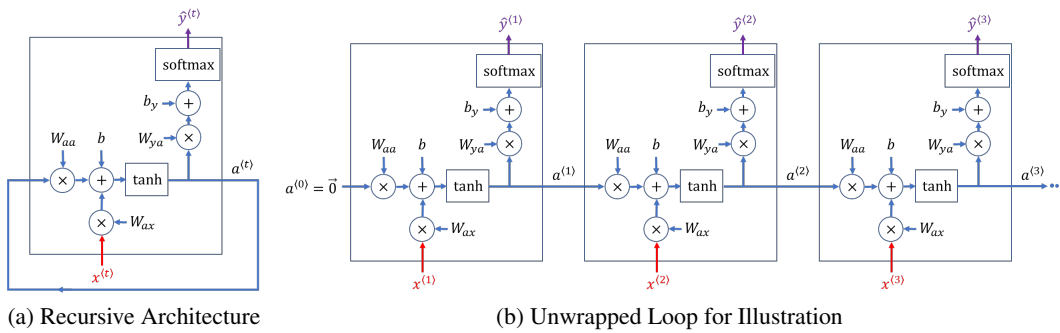 ŷ⟨t⟩
softmax
b_y
+
W_ya
×
W_aa
b
×
+
tanh
a⟨t⟩
×
W_ax
x⟨t⟩
(a) Recursive Architecture
ŷ⟨1⟩ ŷ⟨2⟩ ŷ⟨3⟩
softmax softmax softmax
b_y + b_y + b_y +
W_aa b W_ya × W_aa b W_ya × W_aa b W_ya ×
a⟨0⟩ = 0⃗ × + tanh a⟨1⟩ × + tanh a⟨2⟩ × + tanh a⟨3⟩
× W_ax × W_ax × W_ax
x⟨1⟩ x⟨2⟩ x⟨3⟩
(b) Unwrapped Loop for Illustration